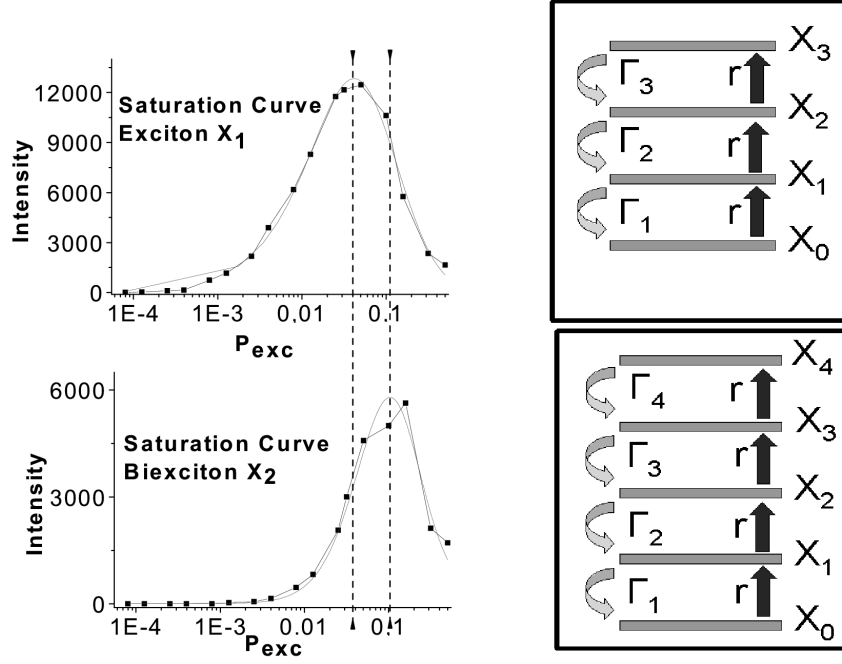 12000
9000
6000
3000
0
Intensity
Saturation Curve
Exciton X1
1E-4 1E-3 0,01 0.1
Pexc
6000
3000
0
Intensity
Saturation Curve
Biexciton X2
1E-4 1E-3 0.01 0.1
Pexc
X3
Γ3 r
X2
Γ2 r
X1
Γ1 r
X0
X4
Γ4 r
X3
Γ3 r
X2
Γ2 r
X1
Γ1 r
X0